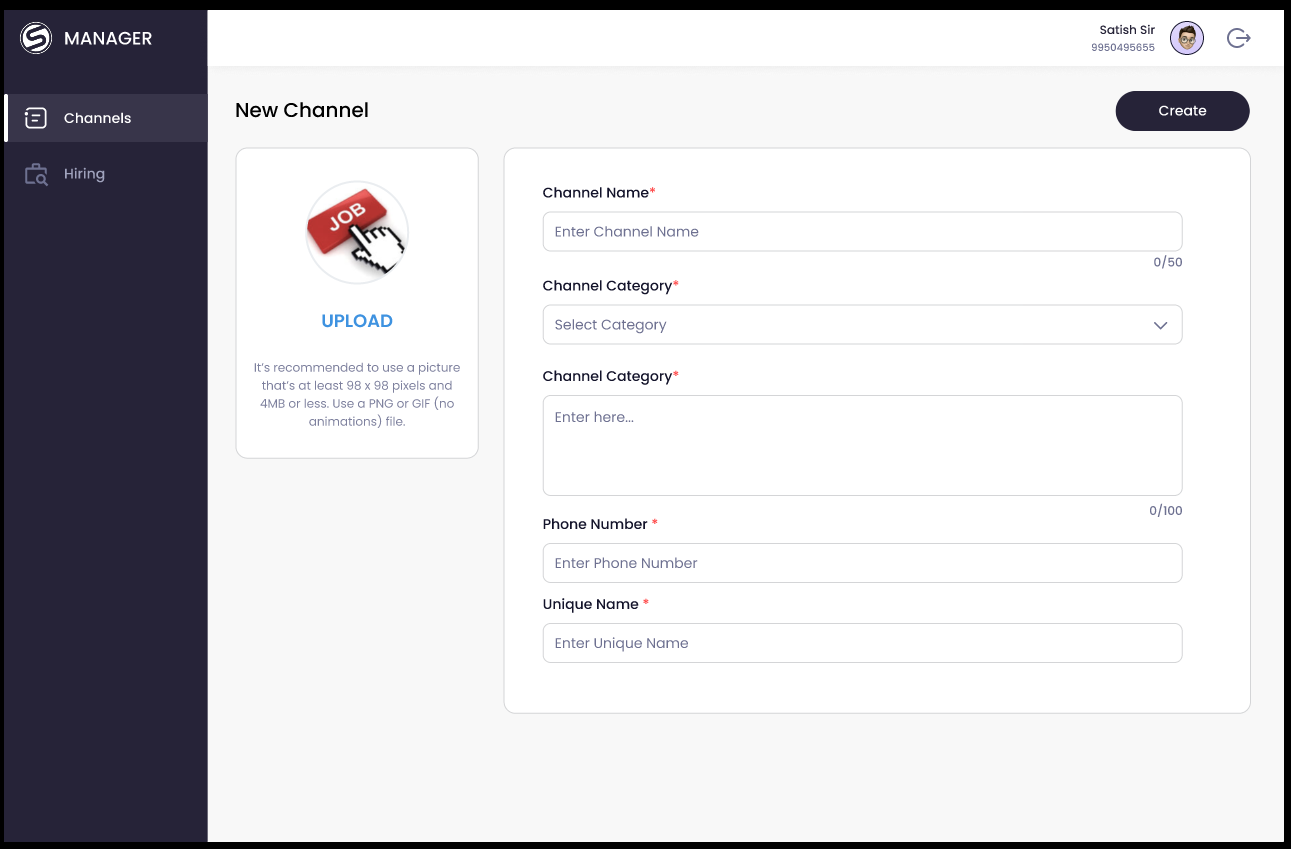 MANAGER
Satish Sir
9950495655
Channels
Hiring
New Channel
Create
JOB
UPLOAD
It's recommended to use a picture
that's at least 98 x 98 pixels and
4MB or less. Use a PNG or GIF (no
animations) file.
Channel Name*
Enter Channel Name
0/50
Channel Category*
Select Category
Channel Category*
Enter here...
0/100
Phone Number *
Enter Phone Number
Unique Name *
Enter Unique Name